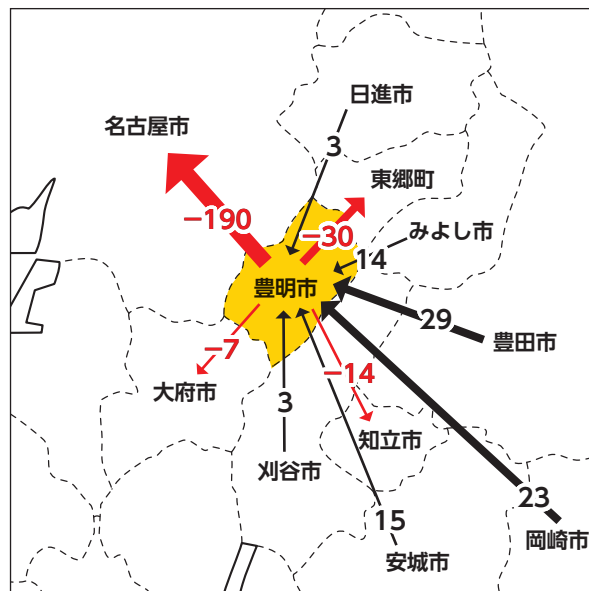 日進市
名古屋市
3
東郷町
−190
−30
みよし市
14
豊明市
29
豊田市
−7
−14
大府市
3
知立市
刈谷市
23
15
岡崎市
安城市